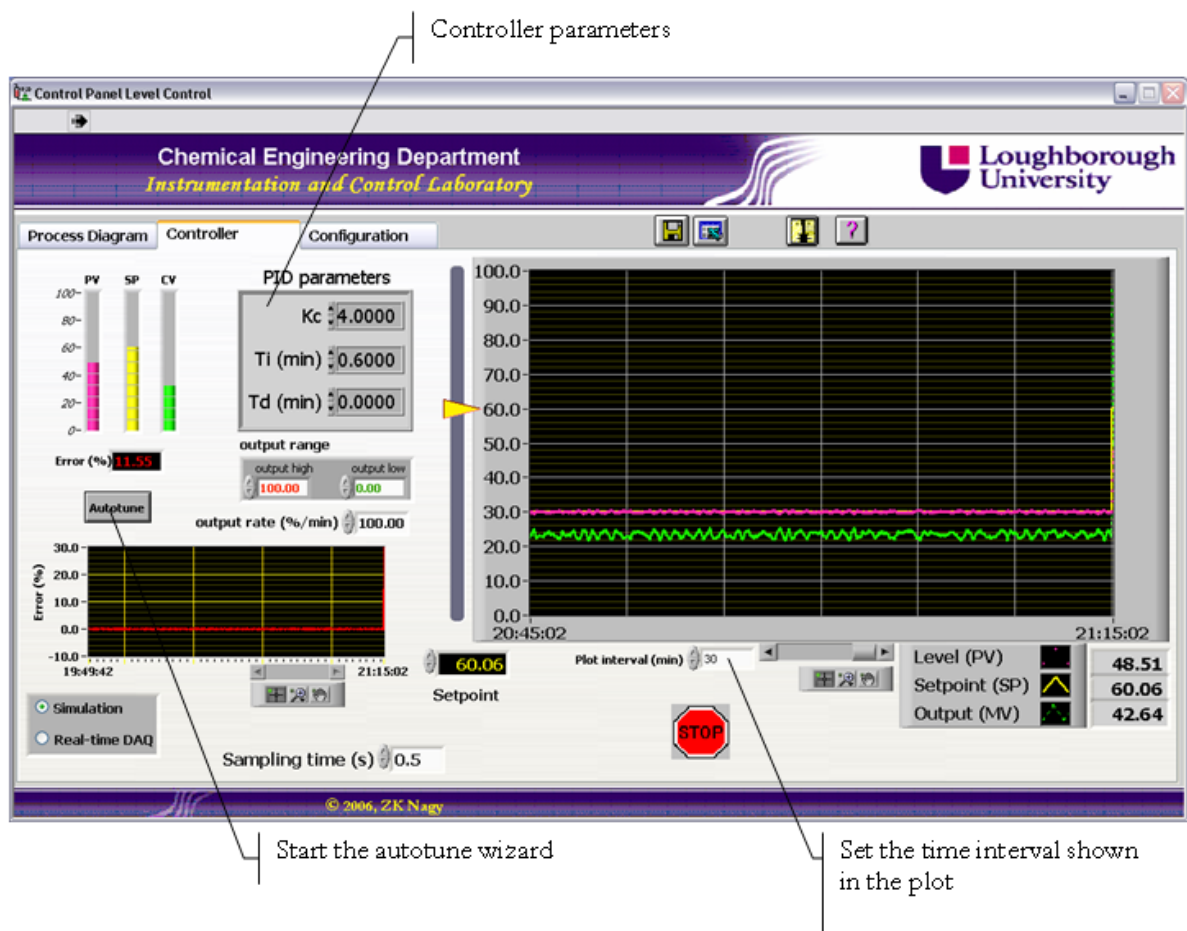 Controller parameters
Control Panel Level Control
Chemical Engineering Department
Instrumentation and Control Laboratory
Loughborough
University
Process Diagram
Controller
Configuration
?
PV SP CV
100-
80-
60-
40-
20-
0-
Error (%) 11.55
PID parameters
Kc 4.0000
Ti (min) 0.6000
Td (min) 0.0000
output range
output high output low
100.00 0.00
Autotune
output rate (%/min) 100.00
30.0
20.0
10.0
0.0
-10.0
Error (%)
19:49:42 21:15:02
100.0
90.0
80.0
70.0
60.0
50.0
40.0
30.0
20.0
10.0
0.0
20:45:02 21:15:02
60.06
Setpoint
Plot interval (min) 30
Level (PV) 48.51
Setpoint (SP) 60.06
Output (MV) 42.64
Simulation
Real-time DAQ
Sampling time (s) 0.5
STOP
© 2006, ZK Nagy
Start the autotune wizard
Set the time interval shown
in the plot